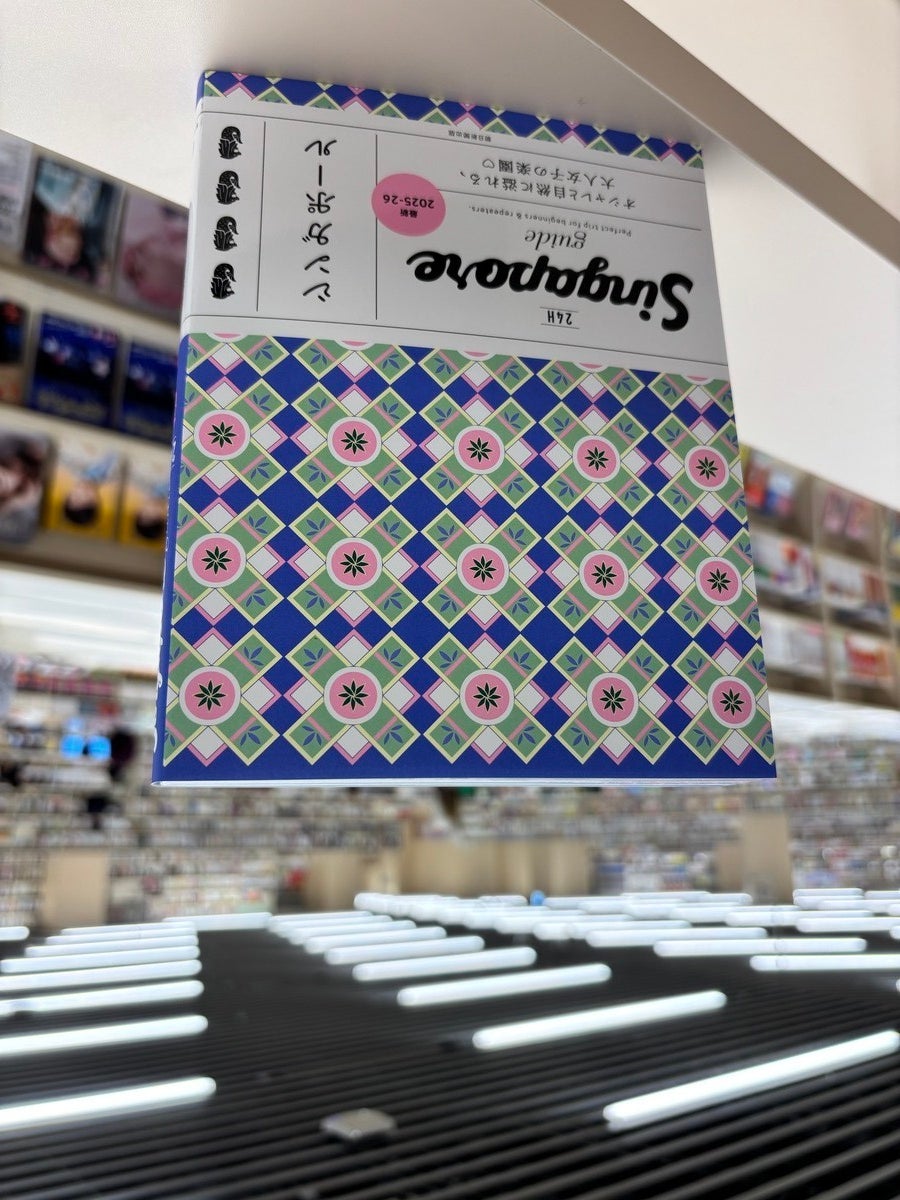 24H
Singapore
guide
Perfect trip for beginners & repeaters.
オシャレと自然に溢れる、
大人女子の楽園♡
シンガポール
最新
2025-26
朝日新聞出版